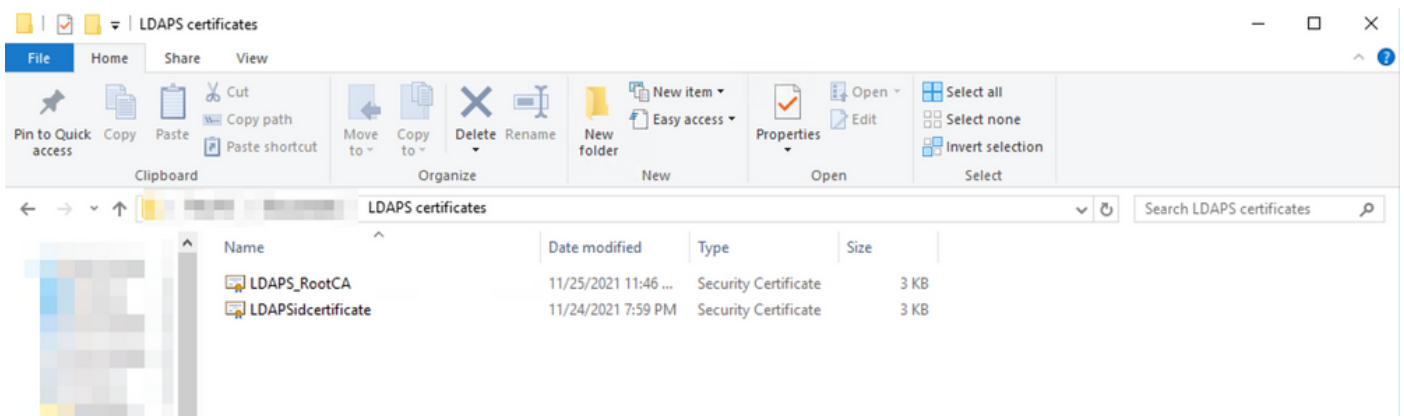 LDAPS certificates
File Home Share View
Pin to Quick access
Copy
Paste
Cut
Copy path
Paste shortcut
Clipboard
Move to
Copy to
Delete
Rename
Organize
New folder
New item
Easy access
New
Properties
Open
Edit
Open
Select all
Select none
Invert selection
Select
LDAPS certificates
Search LDAPS certificates
Name Date modified Type Size
LDAPS_RootCA 11/25/2021 11:46 ... Security Certificate 3 KB
LDAPSidcertificate 11/24/2021 7:59 PM Security Certificate 3 KB